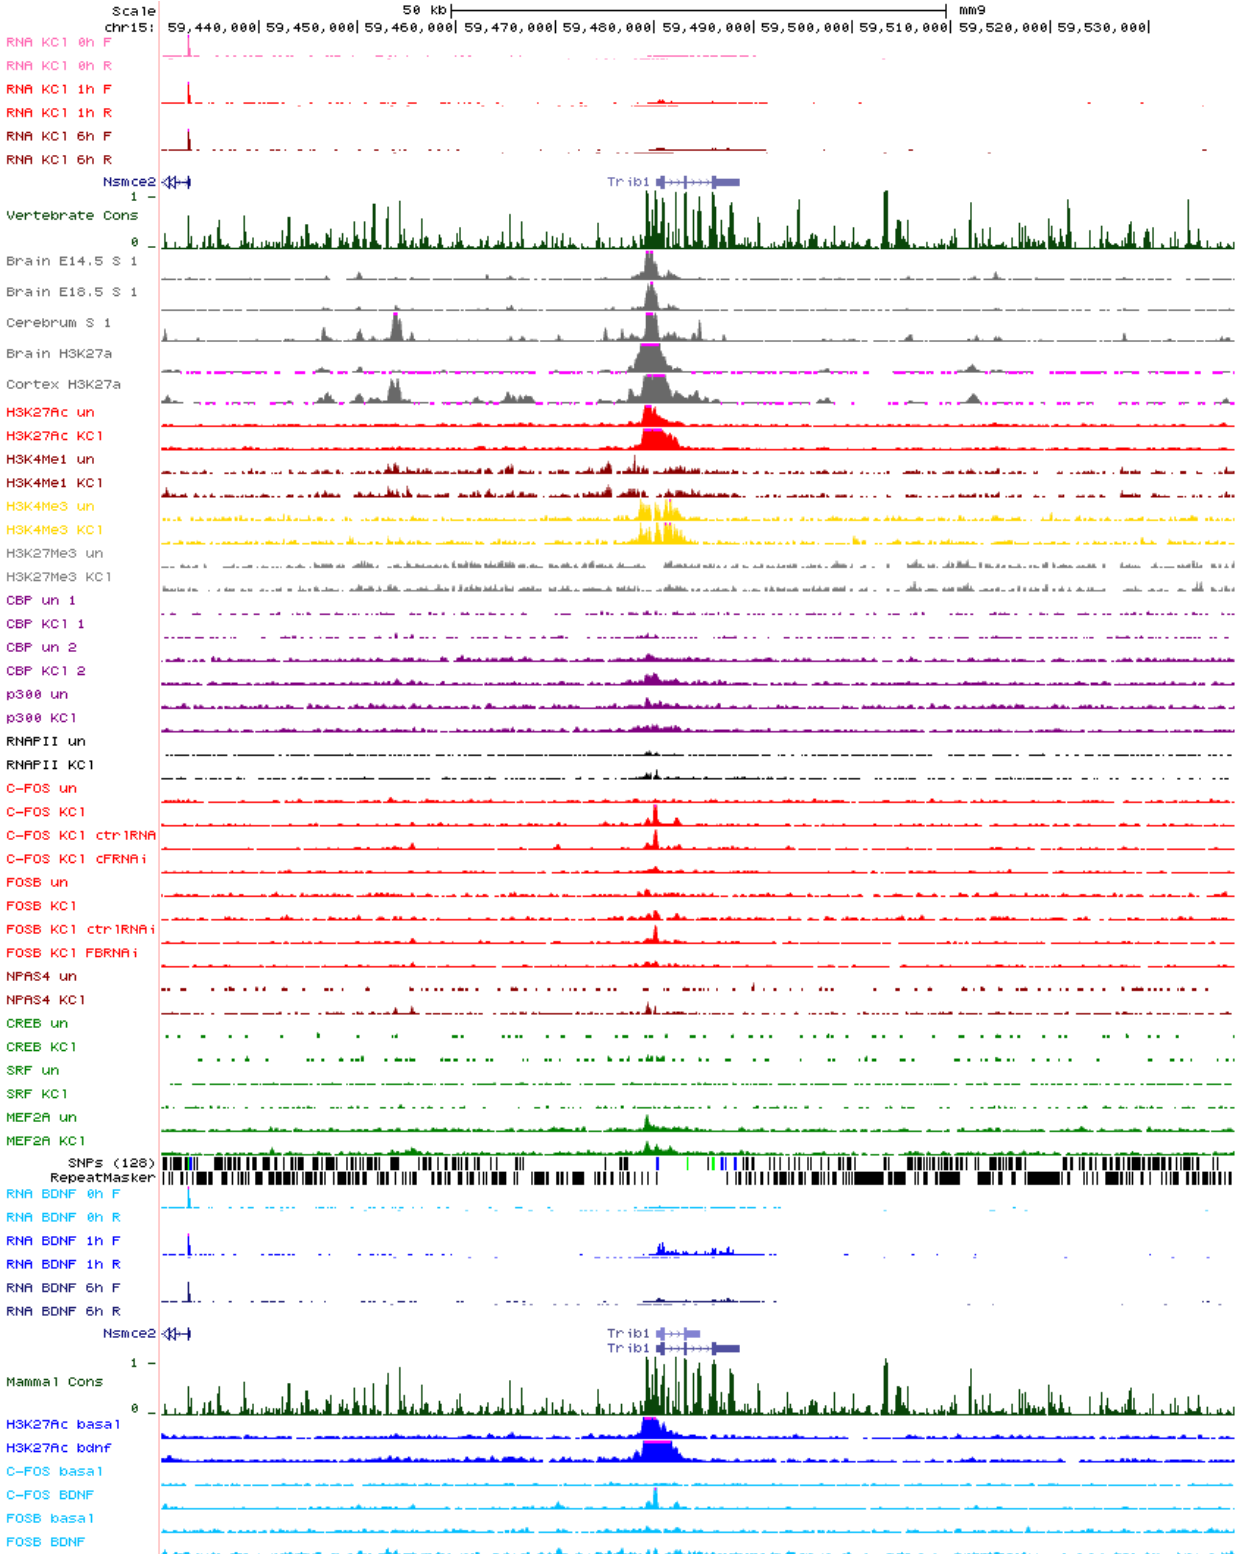 Scale 50 kb mm9
chr15: 59,440,000 59,450,000 59,460,000 59,470,000 59,480,000 59,490,000 59,500,000 59,510,000 59,520,000 59,530,000
RNA KCl 0h F
RNA KCl 0h R
RNA KCl 1h F
RNA KCl 1h R
RNA KCl 6h F
RNA KCl 6h R
Nsmce2 Trib1
1
Vertebrate Cons
0
Brain E14.5 S 1
Brain E18.5 S 1
Cerebrum S 1
Brain H3K27a
Cortex H3K27a
H3K27Ac un
H3K27Ac KCl
H3K4Me1 un
H3K4Me1 KCl
H3K4Me3 un
H3K4Me3 KCl
H3K27Me3 un
H3K27Me3 KCl
CBP un 1
CBP KCl 1
CBP un 2
CBP KCl 2
p300 un
p300 KCl
RNAPII un
RNAPII KCl
C-FOS un
C-FOS KCl
C-FOS KCl ctrlRNA
C-FOS KCl cFRNAi
FOSB un
FOSB KCl
FOSB KCl ctrlRNAi
FOSB KCl FBRNAi
NPAS4 un
NPAS4 KCl
CREB un
CREB KCl
SRF un
SRF KCl
MEF2A un
MEF2A KCl
SNPs (128)
RepeatMasker
RNA BDNF 0h F
RNA BDNF 0h R
RNA BDNF 1h F
RNA BDNF 1h R
RNA BDNF 6h F
RNA BDNF 6h R
Nsmce2 Trib1
Trib1
1
Mammal Cons
0
H3K27Ac basal
H3K27Ac bdnf
C-FOS basal
C-FOS BDNF
FOSB basal
FOSB BDNF